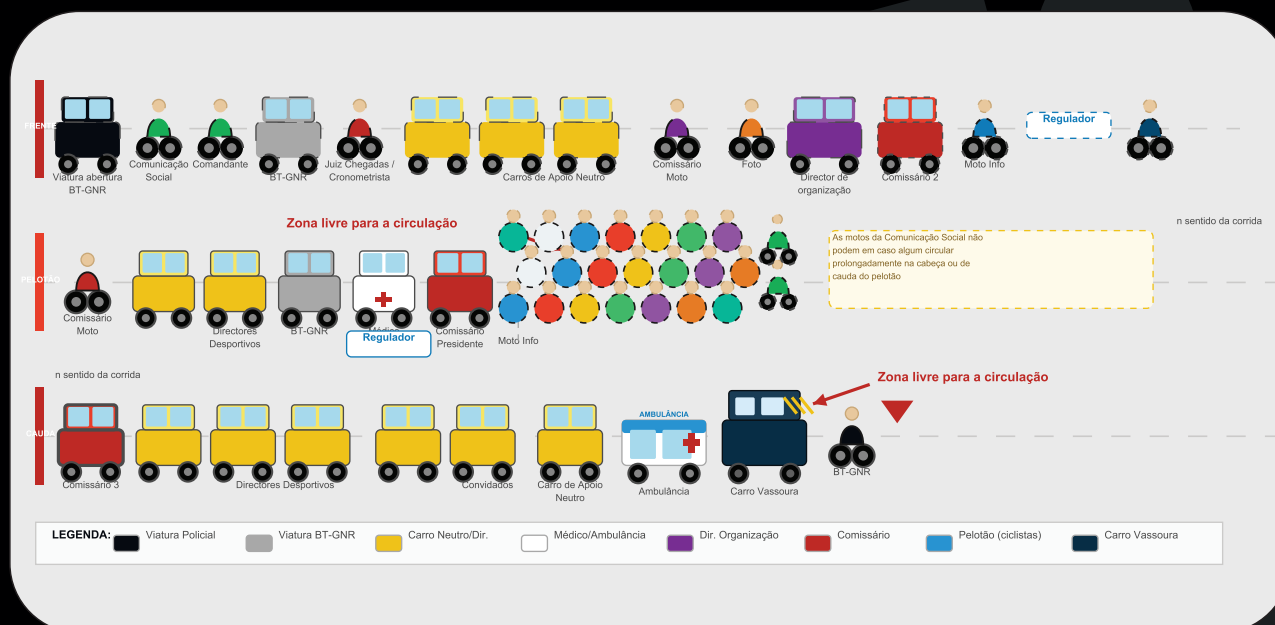 FRENTE
Viatura abertura
BT-GNR
Comunicação
Social
Comandante
BT-GNR
Juiz Chegadas /
Cronometrista
Carros de Apoio Neutro
Comissário
Moto
Foto
Director de
organização
Comissário 2
Moto Info
Regulador
n sentido da corrida
Zona livre para a circulação
PELOTÃO
Comissário
Moto
Directores
Desportivos
BT-GNR
Médico
Regulador
Comissário
Presidente
Moto Info
As motos da Comunicação Social não
podem em caso algum circular
prolongadamente na cabeça ou de
cauda do pelotão
n sentido da corrida
Zona livre para a circulação
CAUDA
Comissário 3
Directores Desportivos
Convidados
Carro de Apoio
Neutro
AMBULÂNCIA
Ambulância
Carro Vassoura
BT-GNR
LEGENDA:
Viatura Policial
Viatura BT-GNR
Carro Neutro/Dir.
Médico/Ambulância
Dir. Organização
Comissário
Pelotão (ciclistas)
Carro Vassoura